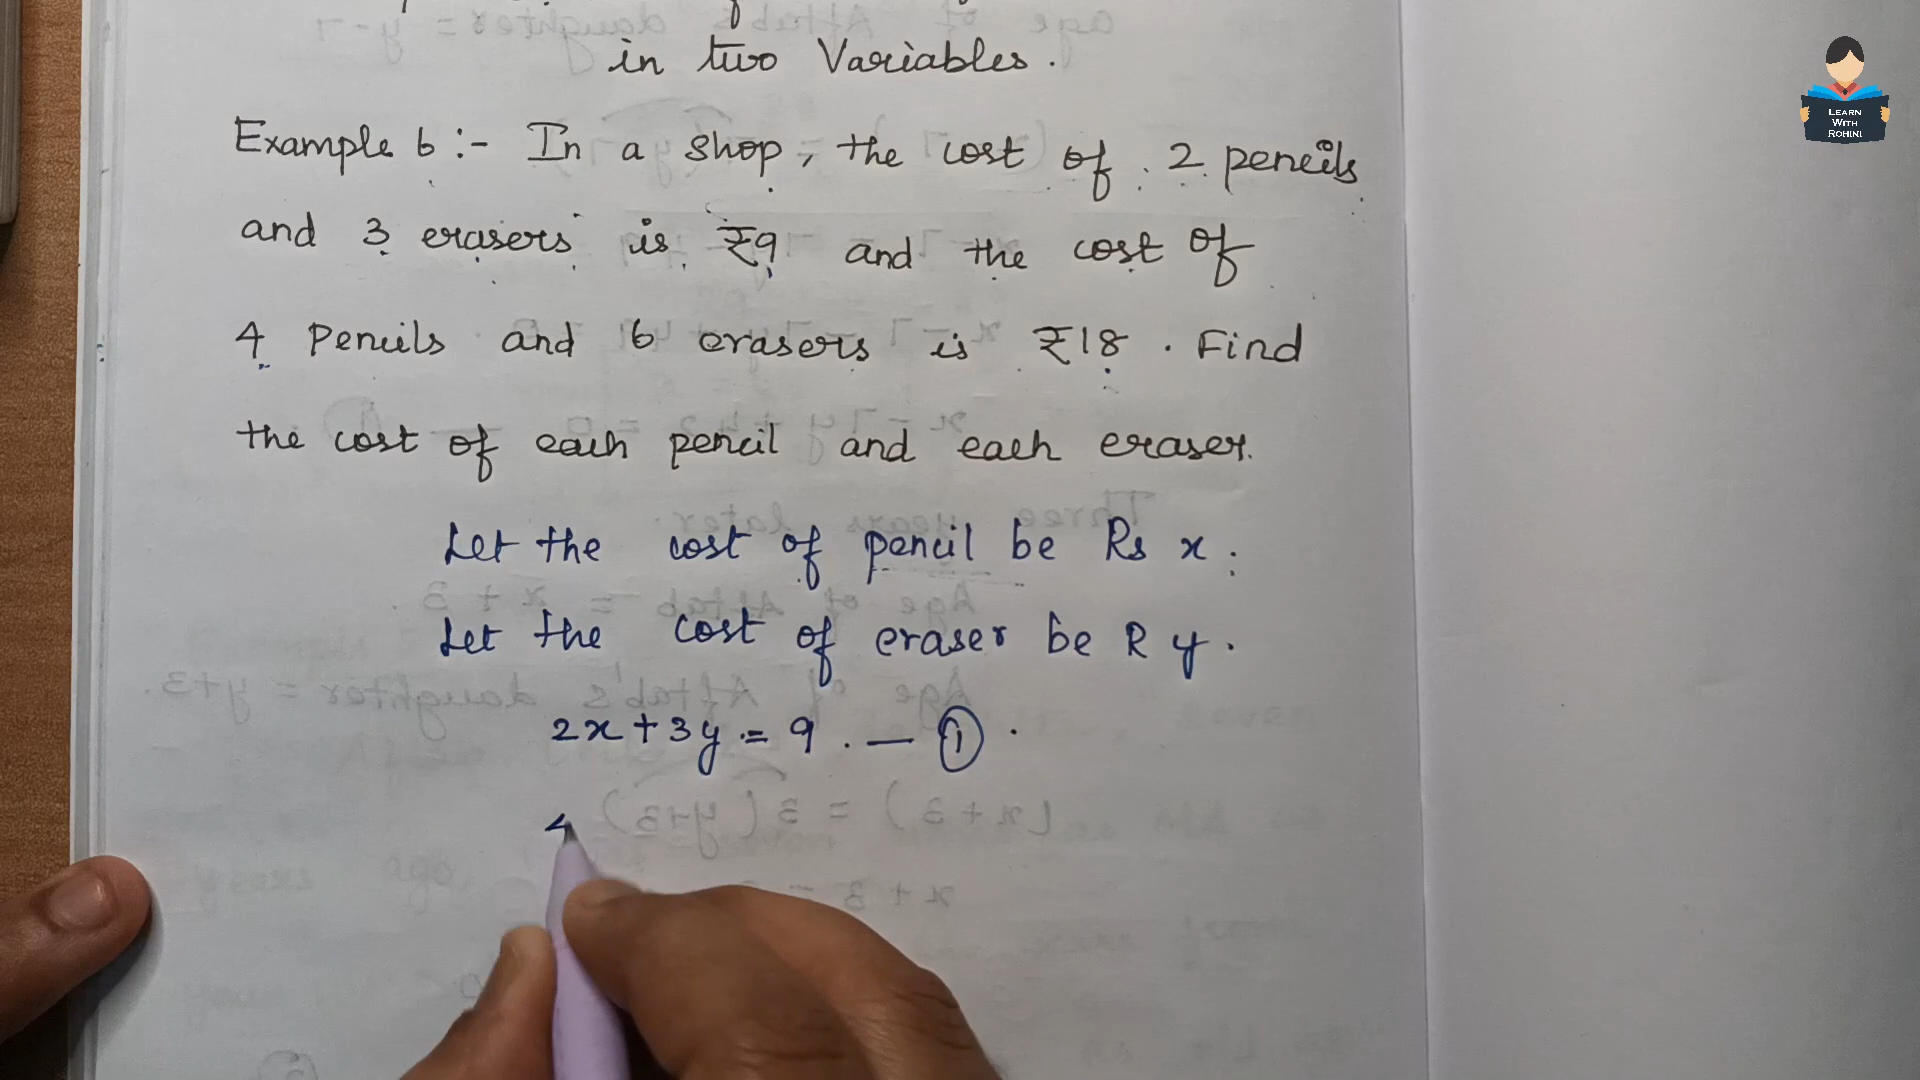 in two Variables.
Example 6 :- In a shop, the cost of 2 pencils
and 3 erasers is ₹9 and the cost of
4 Pencils and 6 erasers is ₹18. Find
the cost of each pencil and each eraser.
Let the cost of pencil be Rs x.
Let the cost of eraser be R y.
2x+3y = 9. — ①.
4
LEARN
WITH
ROHINI